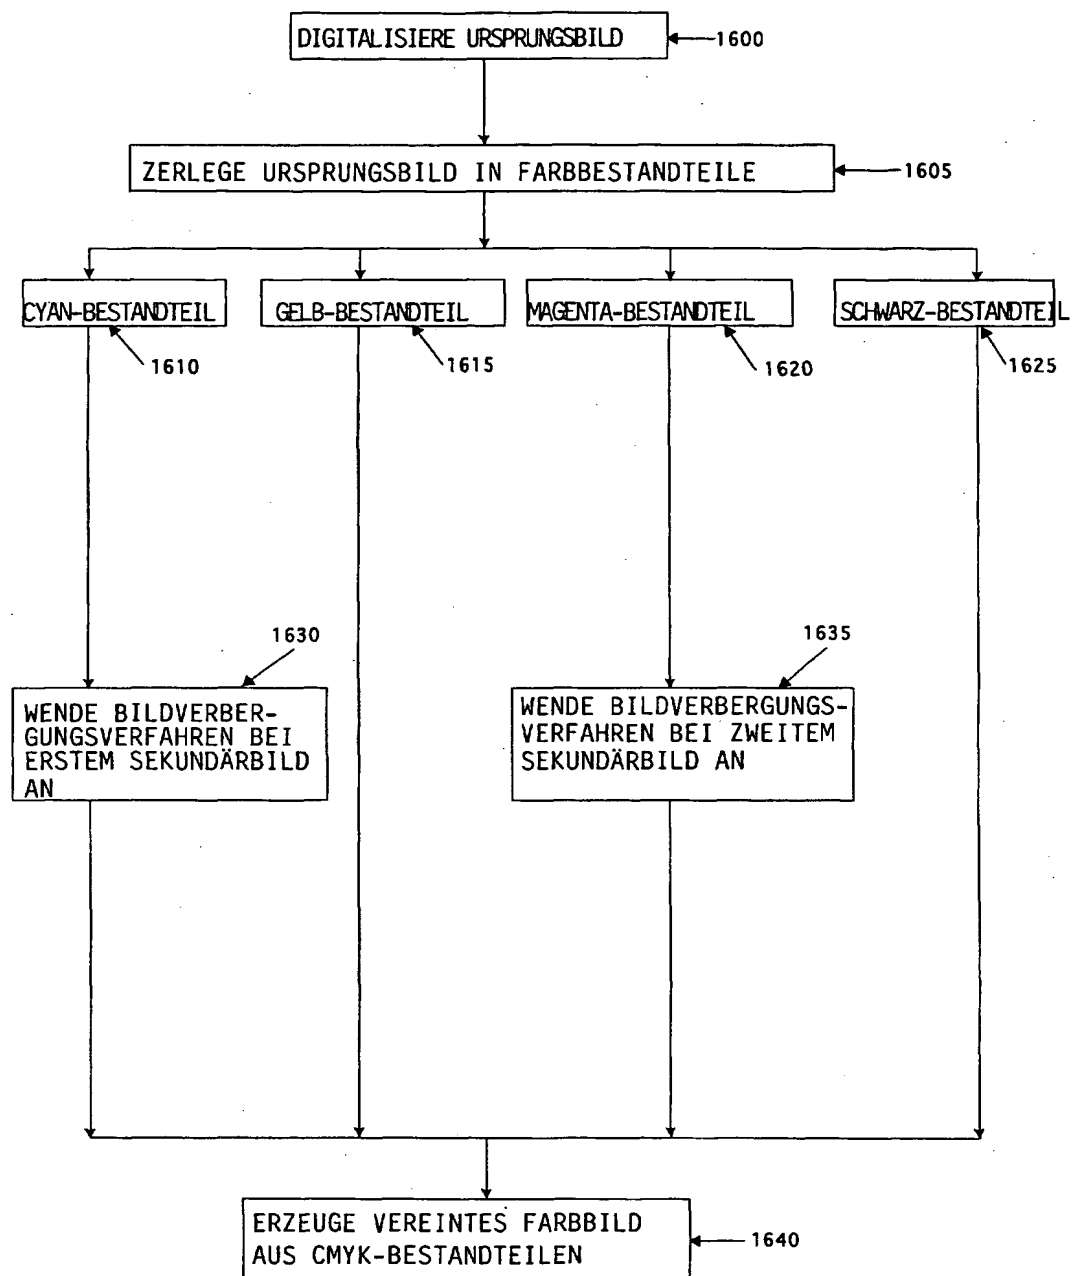 DIGITALISIERE URSPRUNGSBILD
1600
ZERLEGE URSPRUNGSBILD IN FARBBESTANDTEILE
1605
CYAN-BESTANDTEIL
GELB-BESTANDTEIL
MAGENTA-BESTANDTEIL
SCHWARZ-BESTANDTEIL
1610
1615
1620
1625
1630
1635
WENDE BILDVERBER-
GUNGSVERFAHREN BEI
ERSTEM SEKUNDÄRBILD
AN
WENDE BILDVERBERGUNGS-
VERFAHREN BEI ZWEITEM
SEKUNDÄRBILD AN
ERZEUGE VEREINTES FARBBILD
AUS CMYK-BESTANDTEILEN
1640